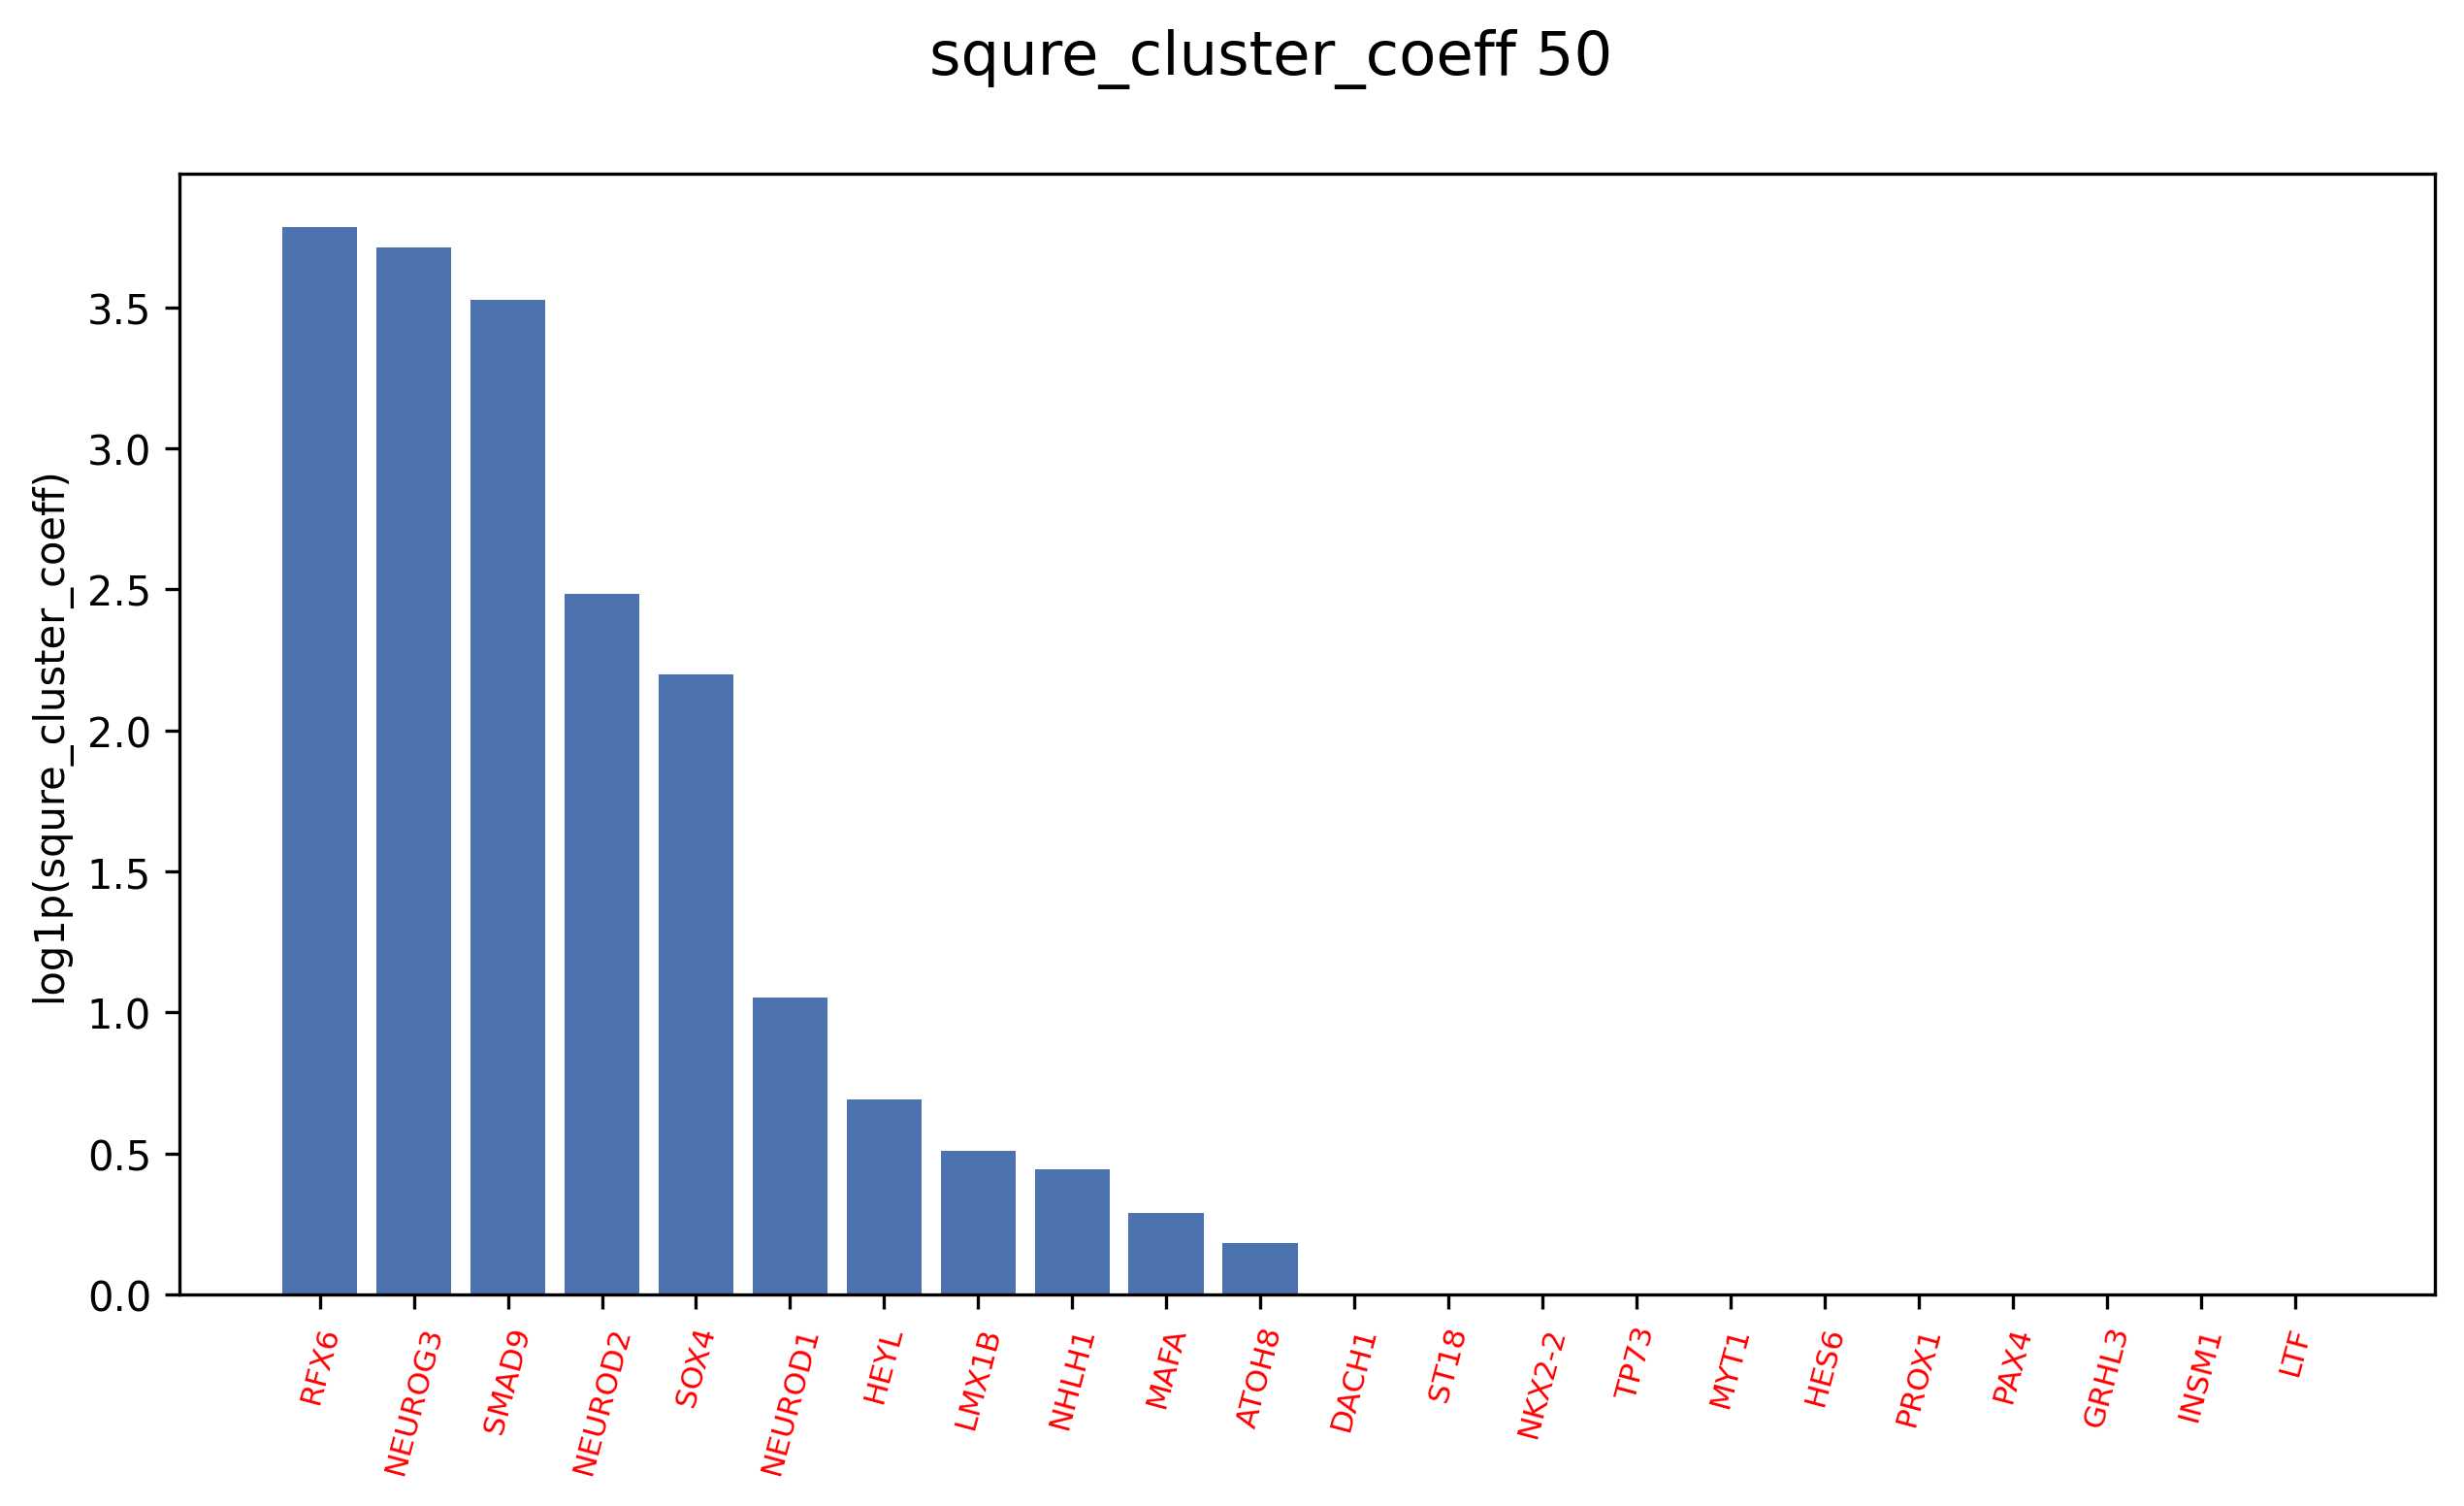 squre_cluster_coeff 50
log1p(squre_cluster_coeff)
3.5
3.0
2.5
2.0
1.5
1.0
0.5
0.0
RFX6
NEUROG3
SMAD9
NEUROD2
SOX4
NEUROD1
HEYL
LMX1B
NHLH1
MAFA
ATOH8
DACH1
ST18
NKX2-2
TP73
MYT1
HES6
PROX1
PAX4
GRHL3
INSM1
LTF